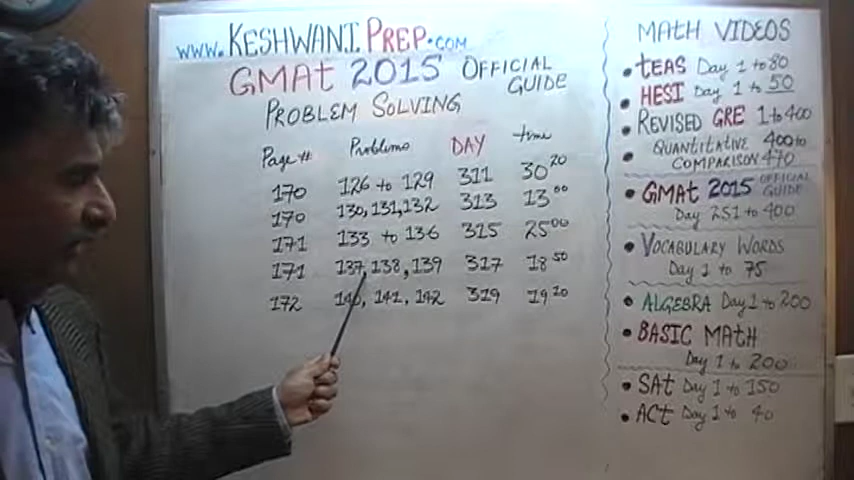 www.KESHWANI PREP.COM
GMAt 2015 OFFICIAL GUIDE
PROBLEM SOLVING
Page # Problems DAY time
170 126 to 129 311 30 20
170 130, 131, 132 313 13 00
171 133 to 136 315 25 00
171 137, 138, 139 317 18 50
172 140, 141, 142 319 19 20
MATH VIDEOS
• tEAS Day 1 to 80
• HESI Day 1 to 50
• REVISED GRE 1 to 400
• QUANTITATIVE 400 to
COMPARISON 470
• GMAt 2015 OFFICIAL GUIDE
Day 251 to 400
• VOCABULARY WORDS
Day 1 to 75
• ALGEBRA Day 1 to 200
• BASIC MATH
Day 1 to 200
• SAt Day 1 to 150
• ACt Day 1 to 40